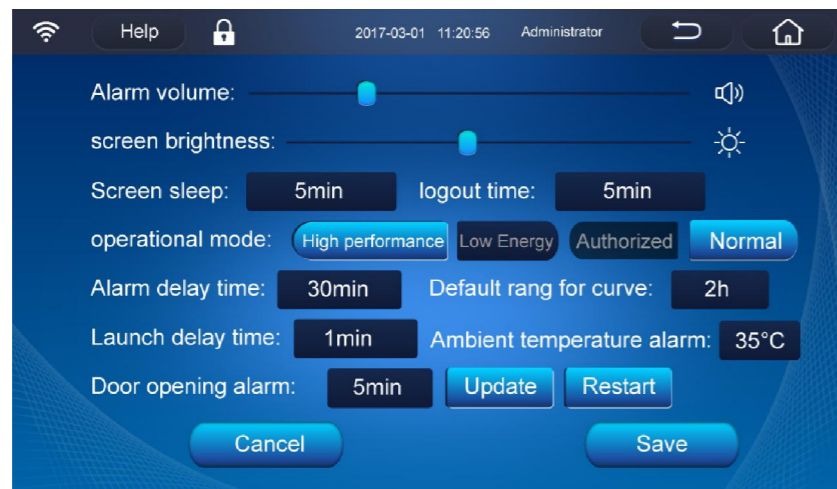 Help 2017-03-01 11:20:56 Administrator
Alarm volume:
screen brightness:
Screen sleep: 5min logout time: 5min
operational mode: High performance Low Energy Authorized Normal
Alarm delay time: 30min Default rang for curve: 2h
Launch delay time: 1min Ambient temperature alarm: 35°C
Door opening alarm: 5min Update Restart
Cancel Save